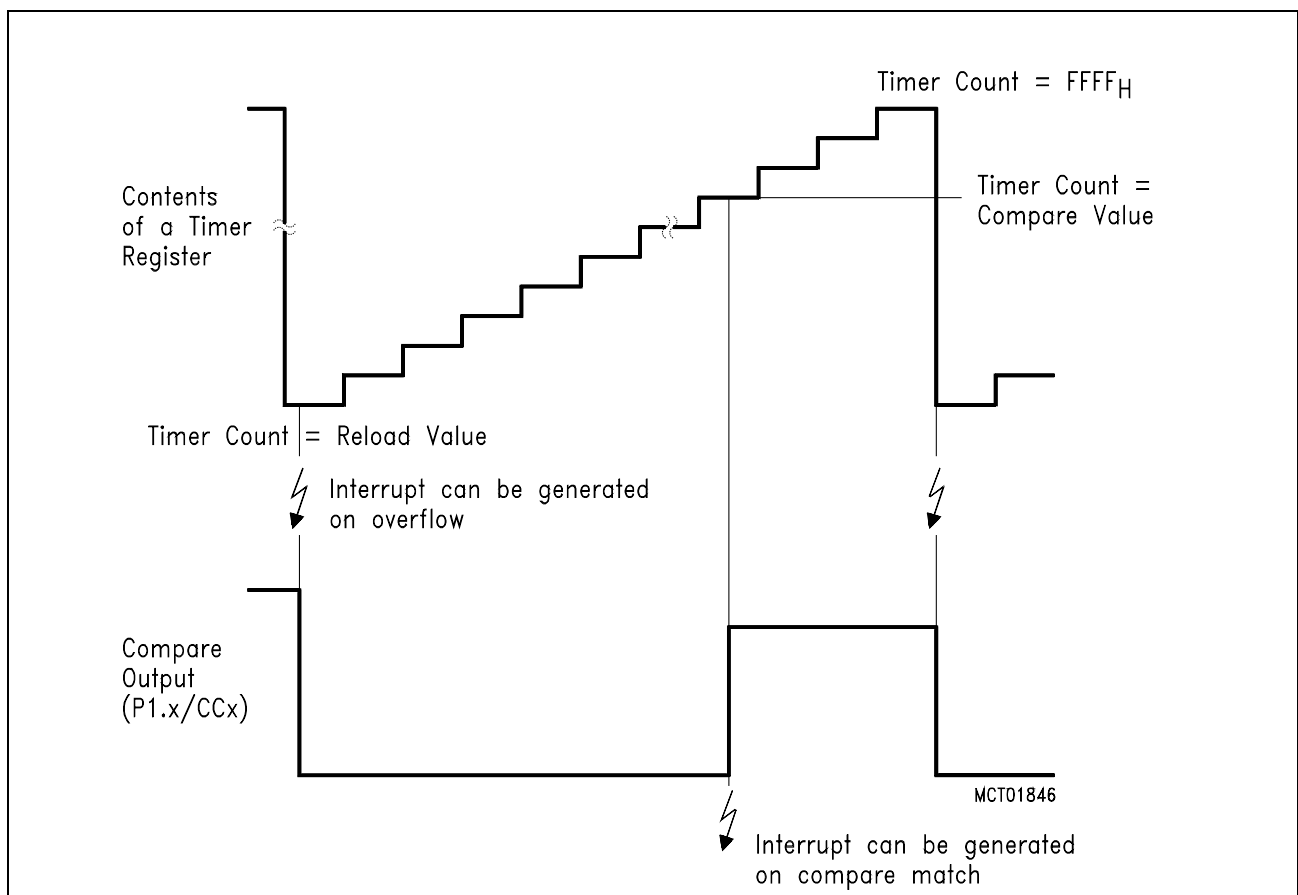 Timer Count = FFFFH
Contents
of a Timer
Register
Timer Count =
Compare Value
Timer Count = Reload Value
Interrupt can be generated
on overflow
Compare
Output
(P1.x/CCx)
MCT01846
Interrupt can be generated
on compare match